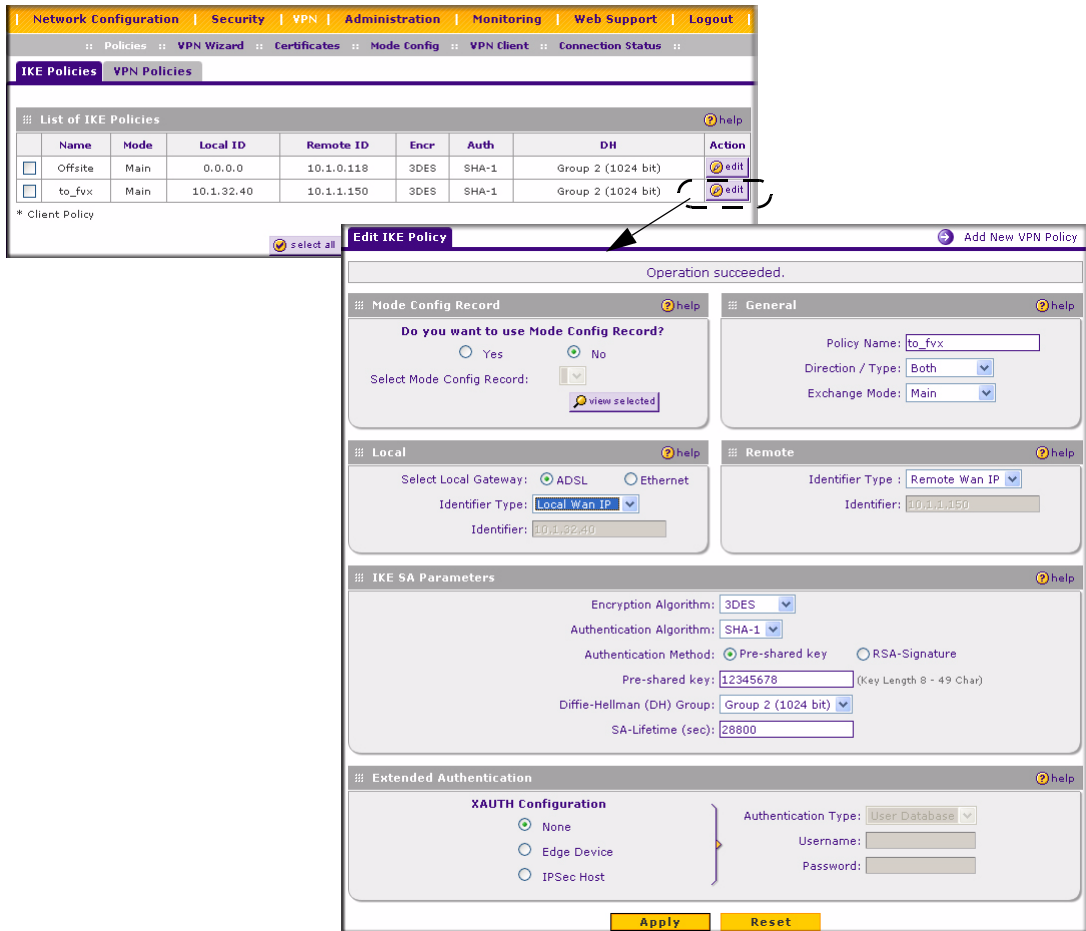 | Network Configuration | Security | VPN | Administration | Monitoring | Web Support | Logout |
:: Policies :: VPN Wizard :: Certificates :: Mode Config :: VPN Client :: Connection Status ::
IKE Policies VPN Policies
List of IKE Policies help
Name Mode Local ID Remote ID Encr Auth DH Action
Offsite Main 0.0.0.0 10.1.0.118 3DES SHA-1 Group 2 (1024 bit) edit
to_fvx Main 10.1.32.40 10.1.1.150 3DES SHA-1 Group 2 (1024 bit) edit
* Client Policy
select all
Edit IKE Policy Add New VPN Policy
Operation succeeded.
Mode Config Record help
Do you want to use Mode Config Record?
Yes No
Select Mode Config Record:
view selected
General help
Policy Name: to_fvx
Direction / Type: Both
Exchange Mode: Main
Local help
Select Local Gateway: ADSL Ethernet
Identifier Type: Local Wan IP
Identifier: 10.1.32.40
Remote help
Identifier Type : Remote Wan IP
Identifier: 10.1.1.150
IKE SA Parameters help
Encryption Algorithm: 3DES
Authentication Algorithm: SHA-1
Authentication Method: Pre-shared key RSA-Signature
Pre-shared key: 12345678 (Key Length 8 - 49 Char)
Diffie-Hellman (DH) Group: Group 2 (1024 bit)
SA-Lifetime (sec): 28800
Extended Authentication help
XAUTH Configuration
None
Edge Device
IPSec Host
Authentication Type: User Database
Username:
Password:
Apply Reset